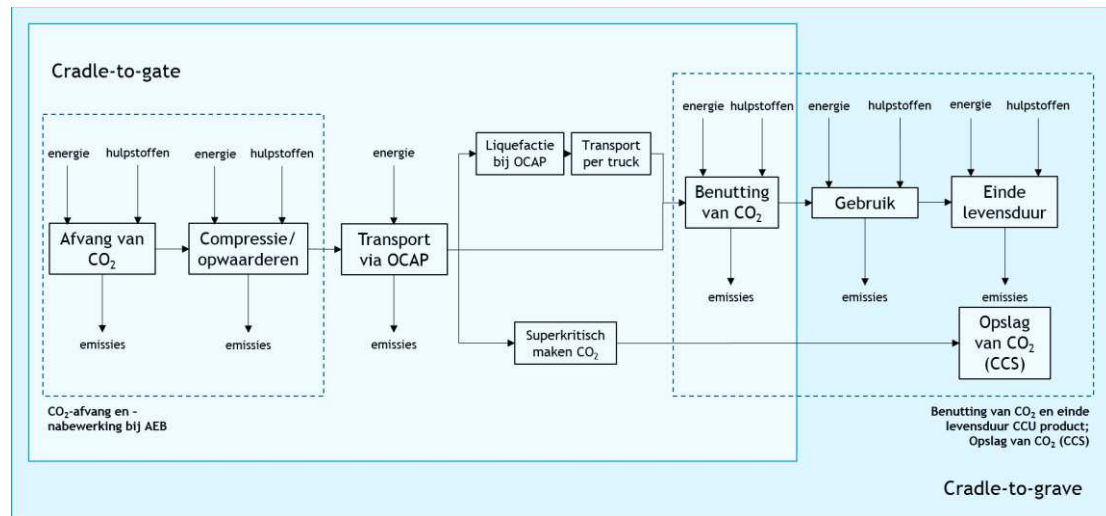 Cradle-to-gate
energie
hulpstoffen
energie
hulpstoffen
energie
Liquefactie
bij OCAP
Transport
per truck
energie
hulpstoffen
energie
hulpstoffen
energie
hulpstoffen
Afvang van
CO₂
Compressie/
opwaarderen
Transport
via OCAP
Benutting
van CO₂
Gebruik
Einde
levensduur
emissies
emissies
emissies
emissies
emissies
emissies
Superkritisch
maken CO₂
Opslag
van CO₂
(CCS)
CO₂-afvang en -
nabewerking bij AEB
Benutting van CO₂ en einde
levensduur CCU product;
Opslag van CO₂ (CCS)
Cradle-to-grave